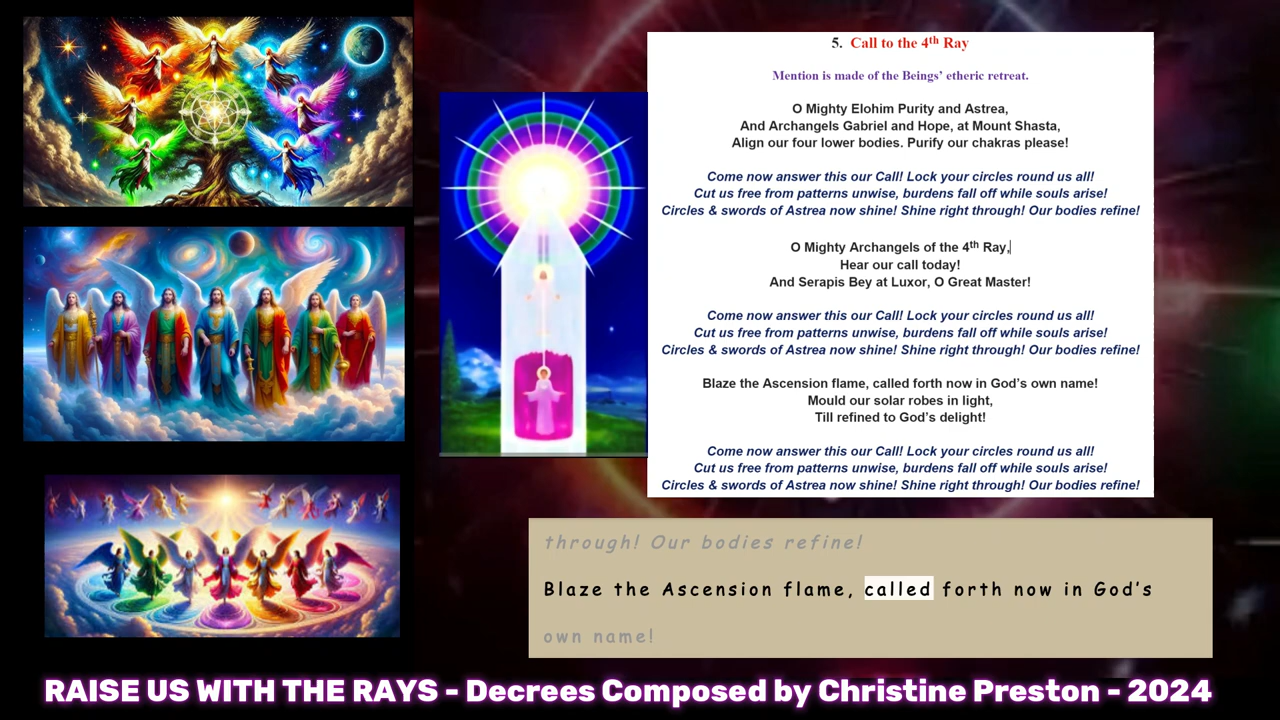 5. Call to the 4th Ray
Mention is made of the Beings' etheric retreat.
O Mighty Elohim Purity and Astrea,
And Archangels Gabriel and Hope, at Mount Shasta,
Align our four lower bodies. Purify our chakras please!
Come now answer this our Call! Lock your circles round us all!
Cut us free from patterns unwise, burdens fall off while souls arise!
Circles & swords of Astrea now shine! Shine right through! Our bodies refine!
O Mighty Archangels of the 4th Ray,
Hear our call today!
And Serapis Bey at Luxor, O Great Master!
Come now answer this our Call! Lock your circles round us all!
Cut us free from patterns unwise, burdens fall off while souls arise!
Circles & swords of Astrea now shine! Shine right through! Our bodies refine!
Blaze the Ascension flame, called forth now in God's own name!
Mould our solar robes in light,
Till refined to God's delight!
Come now answer this our Call! Lock your circles round us all!
Cut us free from patterns unwise, burdens fall off while souls arise!
Circles & swords of Astrea now shine! Shine right through! Our bodies refine!
through! Our bodies refine!
Blaze the Ascension flame, called forth now in God's
own name!
RAISE US WITH THE RAYS - Decrees Composed by Christine Preston - 2024